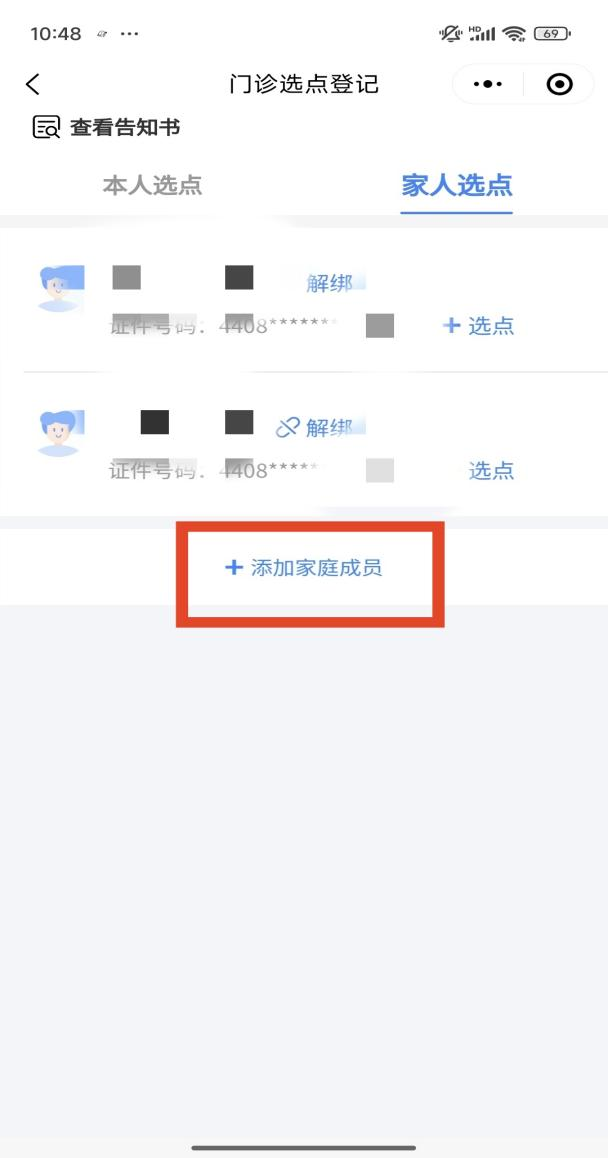 10:48
HD 69
门诊选点登记
查看告知书
本人选点 家人选点
解绑
证件号码：4408*******
+ 选点
解绑
证件号码：4408*****
选点
+ 添加家庭成员